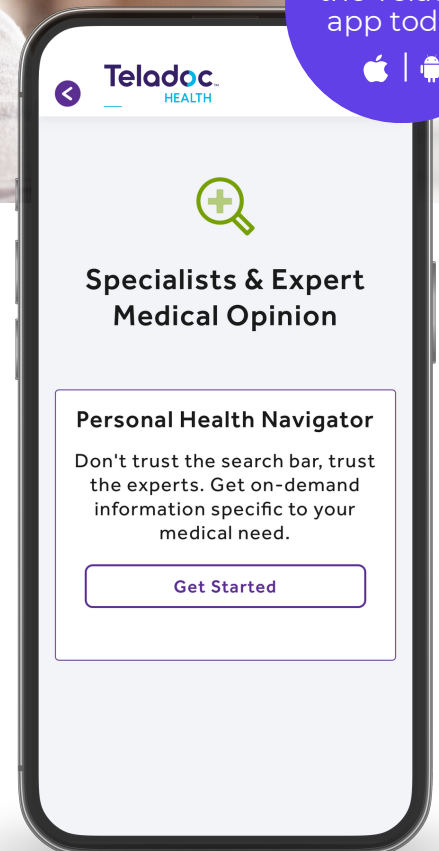 app tod
Teladoc
HEALTH
Specialists & Expert
Medical Opinion
Personal Health Navigator
Don't trust the search bar, trust
the experts. Get on-demand
information specific to your
medical need.
Get Started